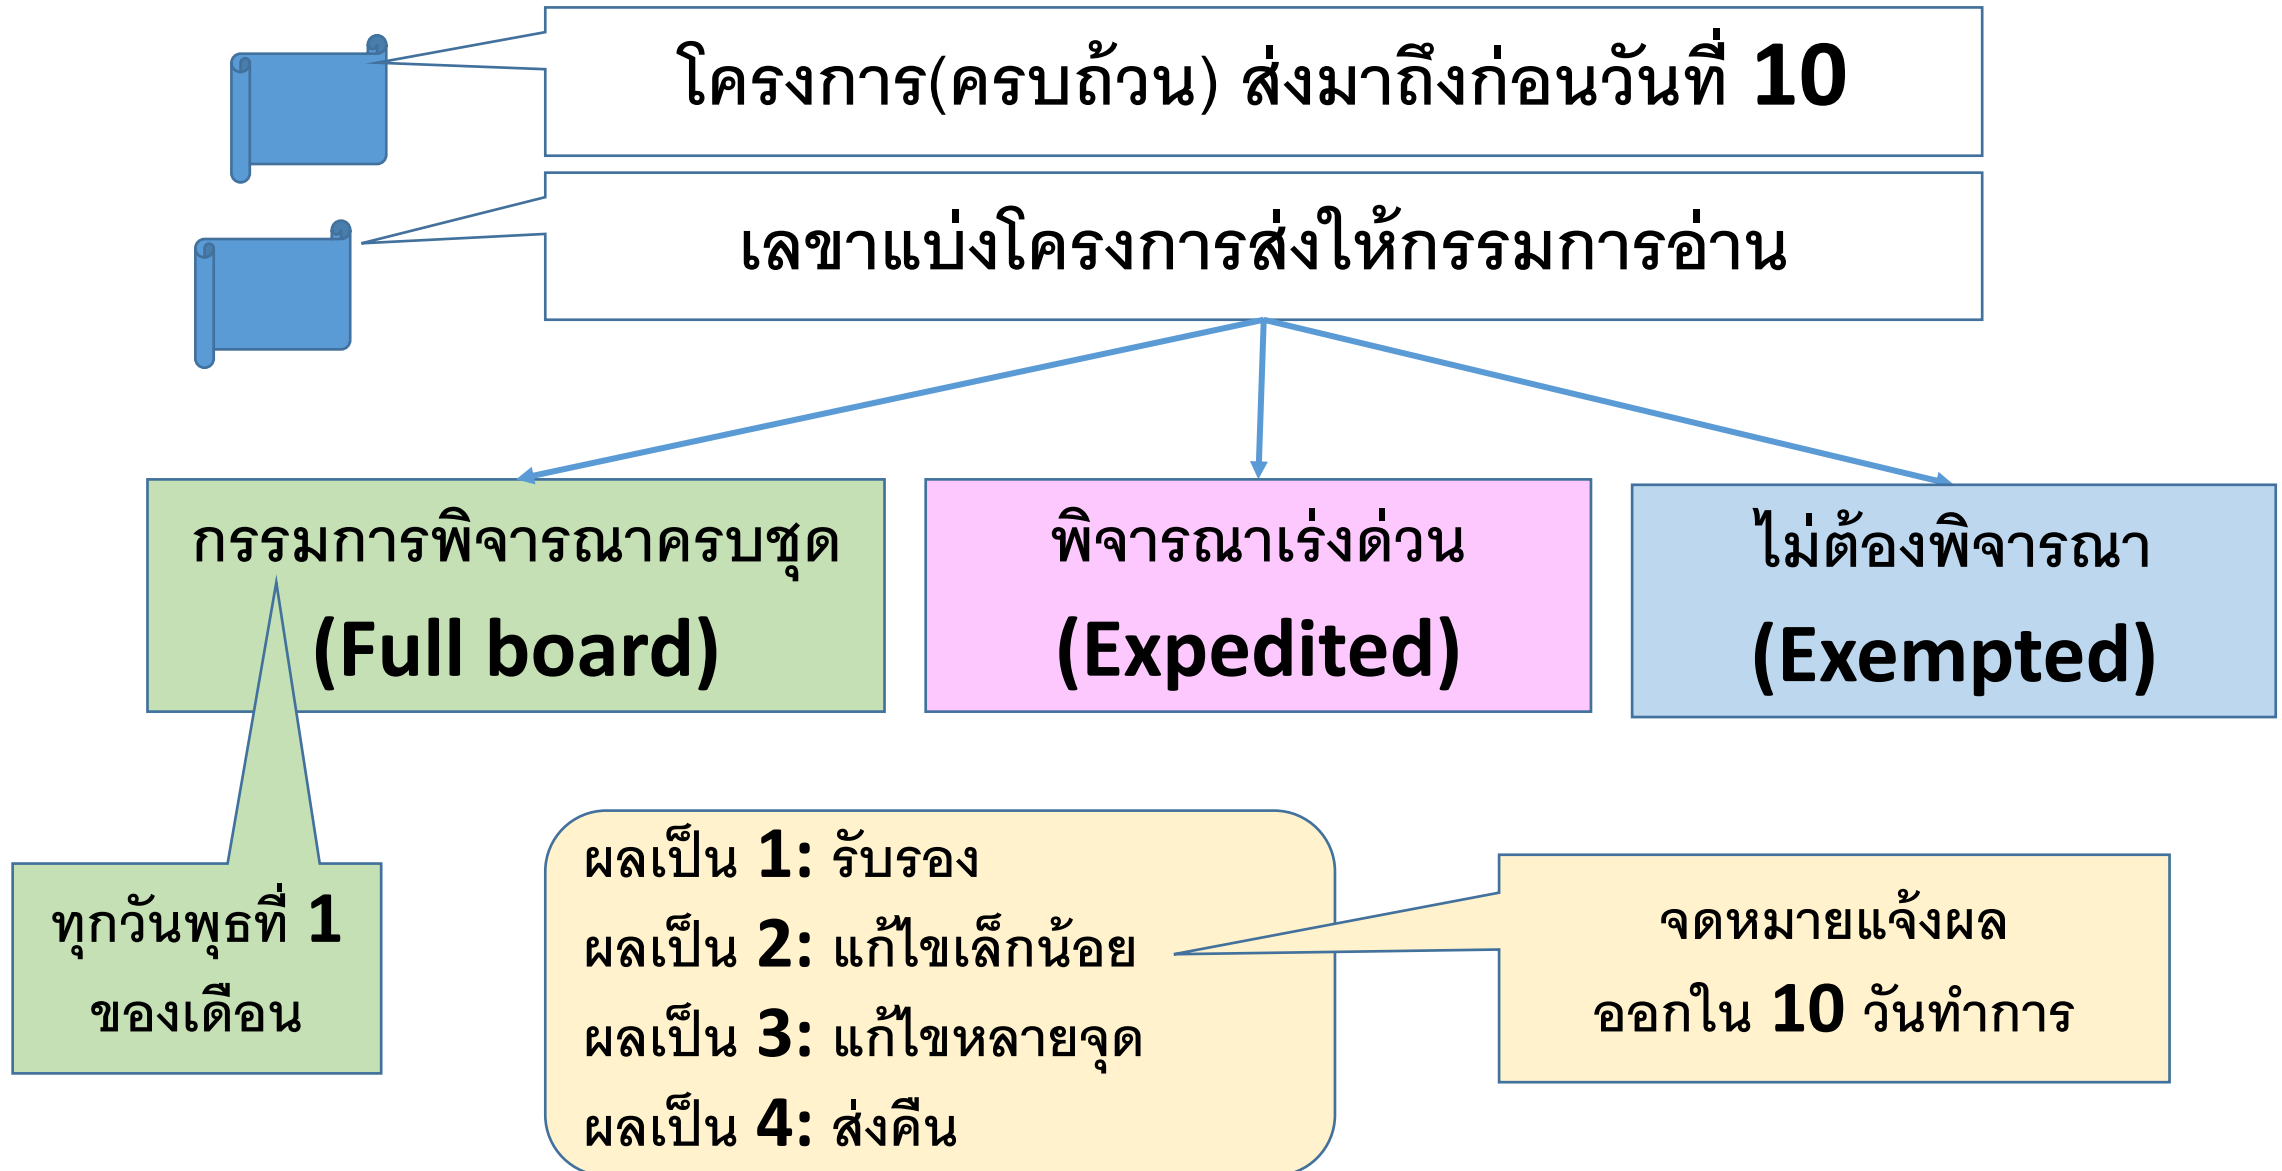 โครงการ(ครบถ้วน) ส่งมาถึงก่อนวันที่ 10
เลขาแบ่งโครงการส่งให้กรรมการอ่าน
กรรมการพิจารณาครบชุด
(Full board)
พิจารณาเร่งด่วน
(Expedited)
ไม่ต้องพิจารณา
(Exempted)
ทุกวันพุธที่ 1
ของเดือน
ผลเป็น 1: รับรอง
ผลเป็น 2: แก้ไขเล็กน้อย
ผลเป็น 3: แก้ไขหลายจุด
ผลเป็น 4: ส่งคืน
จดหมายแจ้งผล
ออกใน 10 วันทำการ